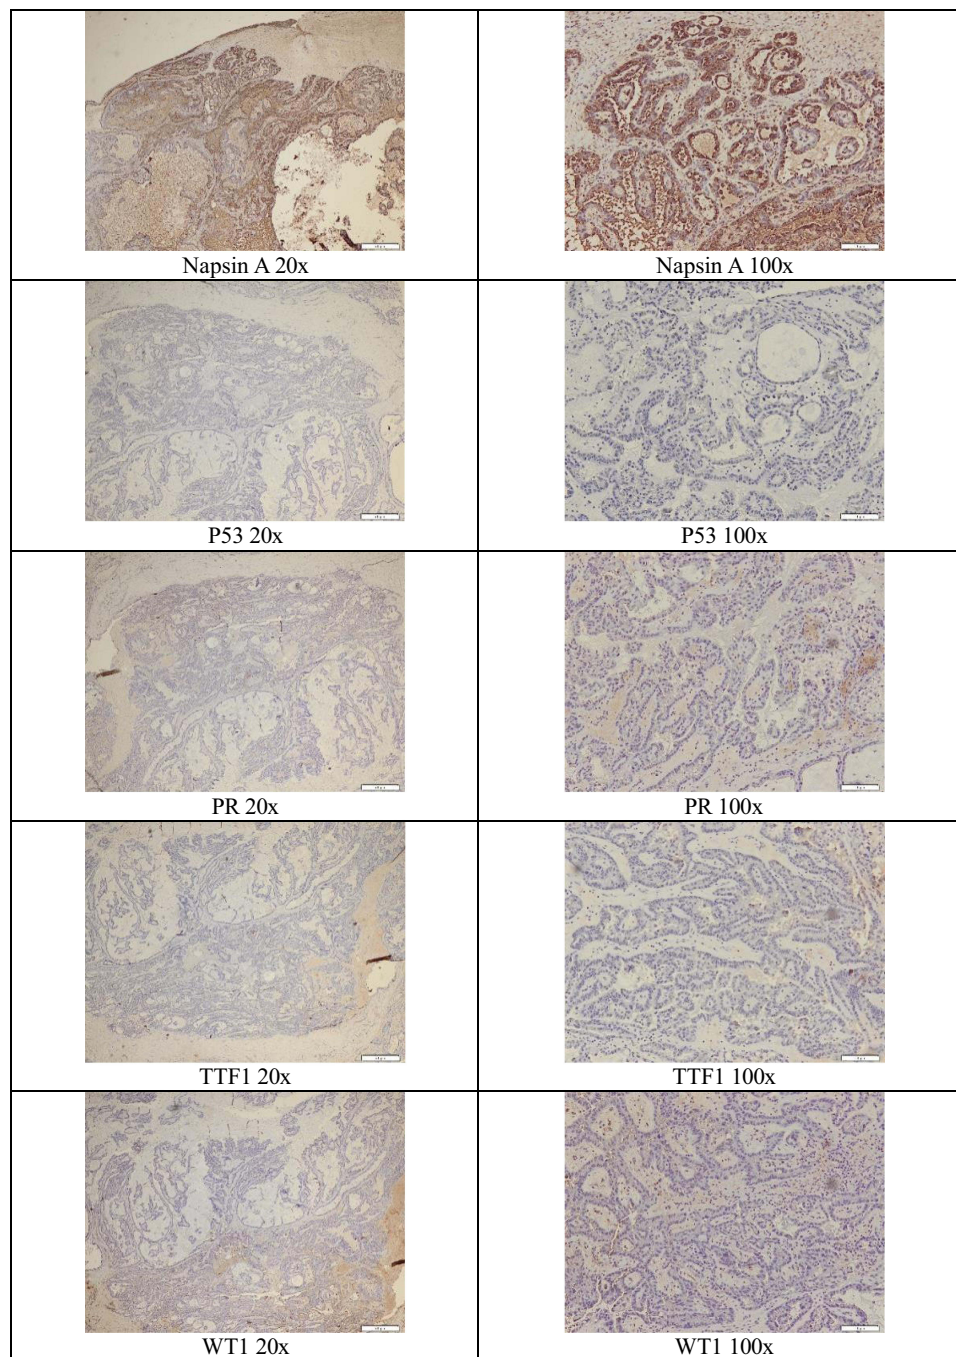 Napsin A 20x
Napsin A 100x
P53 20x
P53 100x
PR 20x
PR 100x
TTF1 20x
TTF1 100x
WT1 20x
WT1 100x